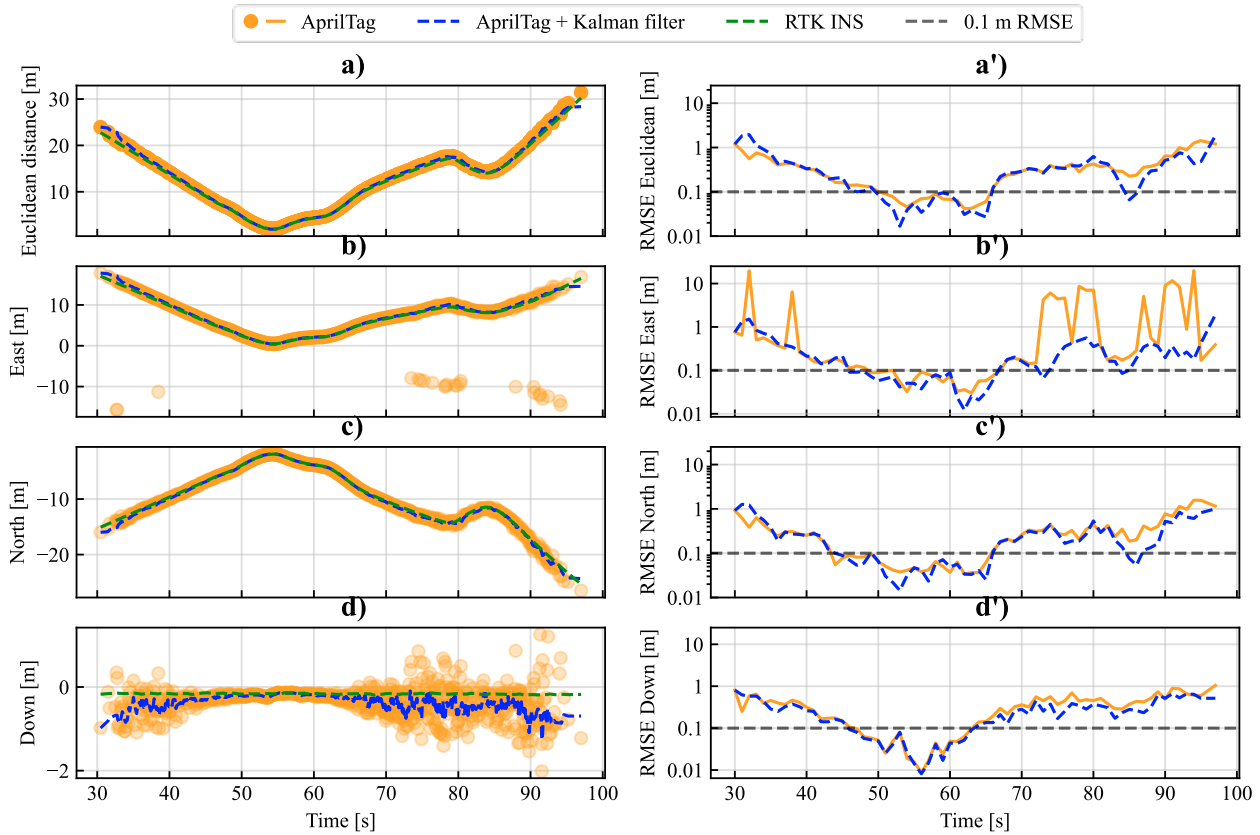 AprilTag AprilTag + Kalman filter RTK INS 0.1 m RMSE
a) a')
Euclidean distance [m]
30
20
10
RMSE Euclidean [m]
10
1
0.1
0.01
b) b')
East [m]
10
0
−10
RMSE East [m]
10
1
0.1
0.01
c) c')
North [m]
−10
−20
RMSE North [m]
10
1
0.1
0.01
d) d')
Down [m]
0
−2
RMSE Down [m]
10
1
0.1
0.01
30 40 50 60 70 80 90 100 30 40 50 60 70 80 90 100
Time [s] Time [s]